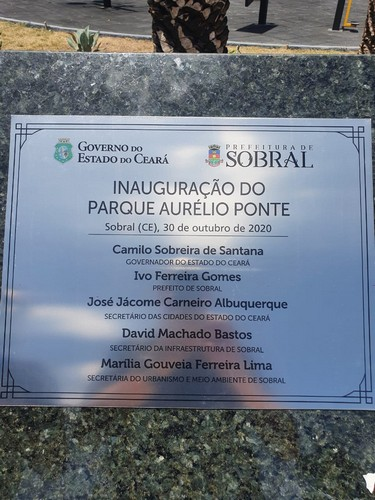 GOVERNO DO
ESTADO DO CEARÁ
PREFEITURA DE
SOBRAL
INAUGURAÇÃO DO
PARQUE AURÉLIO PONTE
Sobral (CE), 30 de outubro de 2020
Camilo Sobreira de Santana
GOVERNADOR DO ESTADO DO CEARÁ
Ivo Ferreira Gomes
PREFEITO DE SOBRAL
José Jácome Carneiro Albuquerque
SECRETÁRIO DAS CIDADES DO ESTADO DO CEARÁ
David Machado Bastos
SECRETÁRIO DA INFRAESTRUTURA DE SOBRAL
Marília Gouveia Ferreira Lima
SECRETARIA DO URBANISMO E MEIO AMBIENTE DE SOBRAL